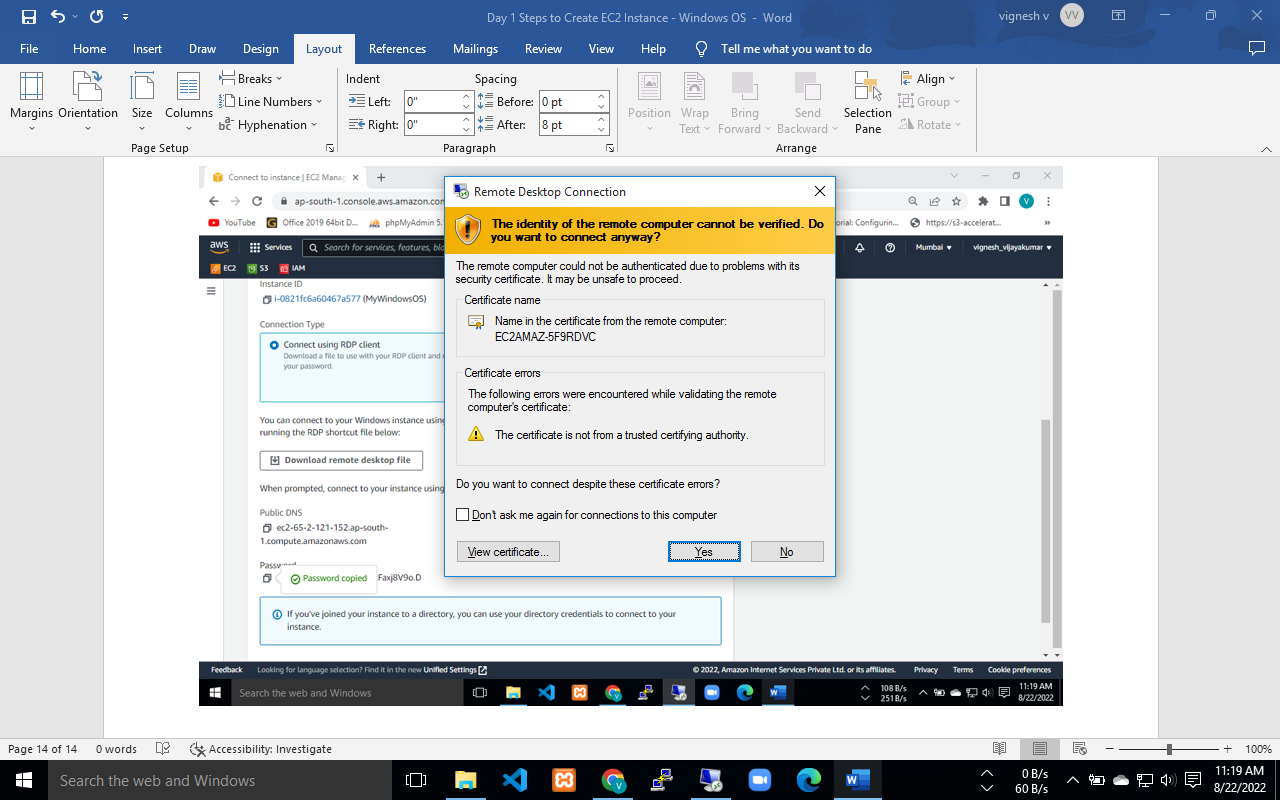 Day 1 Steps to Create EC2 Instance - Windows OS - Word
vignesh v
VV
File Home Insert Draw Design Layout References Mailings Review View Help Tell me what you want to do
Margins
Orientation
Size
Columns
Breaks
Line Numbers
Hyphenation
Page Setup
Indent
Left: 0"
Right: 0"
Spacing
Before: 0 pt
After: 8 pt
Paragraph
Position
Wrap
Text
Bring
Forward
Send
Backward
Selection
Pane
Align
Group
Rotate
Arrange
Connect to instance | EC2 Manag
ap-south-1.console.aws.amazon.com
V
YouTube
Office 2019 64bit D...
phpMyAdmin 5.
orial: Configurin...
https://s3-accelerat...
»
aws
Services
Search for services, features, blo
Mumbai
vignesh_vijayakumar
EC2
S3
IAM
Instance ID
i-0821fc6a60467a577 (MyWindowsOS)
Connection Type
Connect using RDP client
Download a file to use with your RDP client and
your password.
You can connect to your Windows instance using
running the RDP shortcut file below:
Download remote desktop file
When prompted, connect to your instance using
Public DNS
ec2-65-2-121-152.ap-south-
1.compute.amazonaws.com
Password
Password copied
Faxj8V9o.D
If you've joined your instance to a directory, you can use your directory credentials to connect to your
instance.
Remote Desktop Connection
The identity of the remote computer cannot be verified. Do
you want to connect anyway?
The remote computer could not be authenticated due to problems with its
security certificate. It may be unsafe to proceed.
Certificate name
Name in the certificate from the remote computer:
EC2AMAZ-5F9RDVC
Certificate errors
The following errors were encountered while validating the remote
computer's certificate:
The certificate is not from a trusted certifying authority.
Do you want to connect despite these certificate errors?
Don't ask me again for connections to this computer
View certificate...
Yes
No
Feedback
Looking for language selection? Find it in the new Unified Settings
© 2022, Amazon Internet Services Private Ltd. or its affiliates.
Privacy
Terms
Cookie preferences
Search the web and Windows
108 B/s
251 B/s
11:19 AM
8/22/2022
Page 14 of 14
0 words
Accessibility: Investigate
100%
Search the web and Windows
0 B/s
60 B/s
11:19 AM
8/22/2022